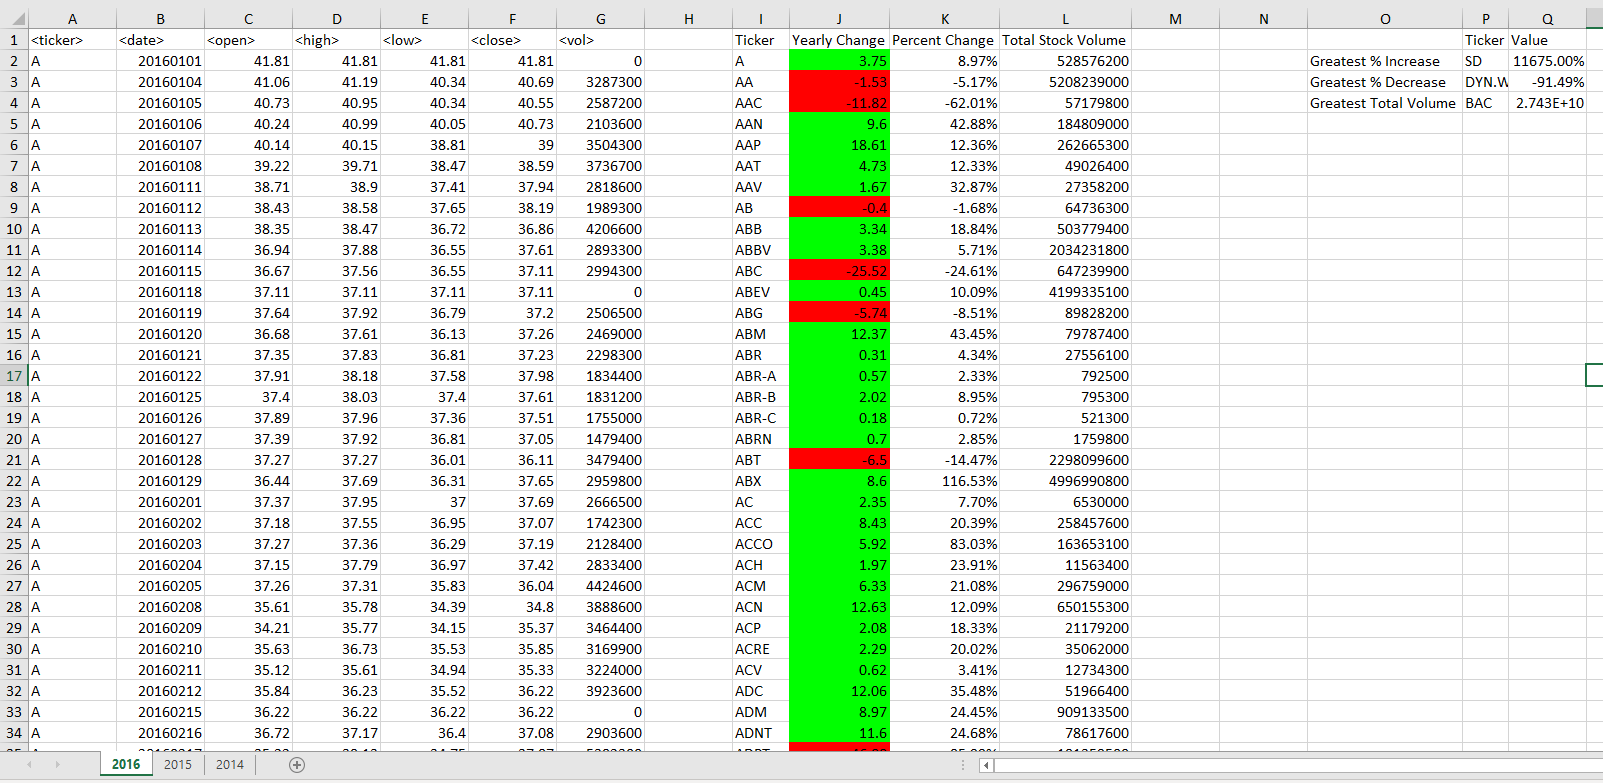 A B C D E F G H I J K L M N O P Q
1 <ticker> <date> <open> <high> <low> <close> <vol> Ticker Yearly Change Percent Change Total Stock Volume Ticker Value
2 A 20160101 41.81 41.81 41.81 41.81 0 A 3.75 8.97% 528576200 Greatest % Increase SD 11675.00%
3 A 20160104 41.06 41.19 40.34 40.69 3287300 AA -1.53 -5.17% 5208239000 Greatest % Decrease DYN.W -91.49%
4 A 20160105 40.73 40.95 40.34 40.55 2587200 AAC -11.82 -62.01% 57179800 Greatest Total Volume BAC 2.743E+10
5 A 20160106 40.24 40.99 40.05 40.73 2103600 AAN 9.6 42.88% 184809000
6 A 20160107 40.14 40.15 38.81 39 3504300 AAP 18.61 12.36% 262665300
7 A 20160108 39.22 39.71 38.47 38.59 3736700 AAT 4.73 12.33% 49026400
8 A 20160111 38.71 38.9 37.41 37.94 2818600 AAV 1.67 32.87% 27358200
9 A 20160112 38.43 38.58 37.65 38.19 1989300 AB -0.4 -1.68% 64736300
10 A 20160113 38.35 38.47 36.72 36.86 4206600 ABB 3.34 18.84% 503779400
11 A 20160114 36.94 37.88 36.55 37.61 2893300 ABBV 3.38 5.71% 2034231800
12 A 20160115 36.67 37.56 36.55 37.11 2994300 ABC -25.52 -24.61% 647239900
13 A 20160118 37.11 37.11 37.11 37.11 0 ABEV 0.45 10.09% 4199335100
14 A 20160119 37.64 37.92 36.79 37.2 2506500 ABG -5.74 -8.51% 89828200
15 A 20160120 36.68 37.61 36.13 37.26 2469000 ABM 12.37 43.45% 79787400
16 A 20160121 37.35 37.83 36.81 37.23 2298300 ABR 0.31 4.34% 27556100
17 A 20160122 37.91 38.18 37.58 37.98 1834400 ABR-A 0.57 2.33% 792500
18 A 20160125 37.4 38.03 37.4 37.61 1831200 ABR-B 2.02 8.95% 795300
19 A 20160126 37.89 37.96 37.36 37.51 1755000 ABR-C 0.18 0.72% 521300
20 A 20160127 37.39 37.92 36.81 37.05 1479400 ABRN 0.7 2.85% 1759800
21 A 20160128 37.27 37.27 36.01 36.11 3479400 ABT -6.5 -14.47% 2298099600
22 A 20160129 36.44 37.69 36.31 37.65 2959800 ABX 8.6 116.53% 4996990800
23 A 20160201 37.37 37.95 37 37.69 2666500 AC 2.35 7.70% 6530000
24 A 20160202 37.18 37.55 36.95 37.07 1742300 ACC 8.43 20.39% 258457600
25 A 20160203 37.27 37.36 36.29 37.19 2128400 ACCO 5.92 83.03% 163653100
26 A 20160204 37.15 37.79 36.97 37.42 2833400 ACH 1.97 23.91% 11563400
27 A 20160205 37.26 37.31 35.83 36.04 4424600 ACM 6.33 21.08% 296759000
28 A 20160208 35.61 35.78 34.39 34.8 3888600 ACN 12.63 12.09% 650155300
29 A 20160209 34.21 35.77 34.15 35.37 3464400 ACP 2.08 18.33% 21179200
30 A 20160210 35.63 36.73 35.53 35.85 3169900 ACRE 2.29 20.02% 35062000
31 A 20160211 35.12 35.61 34.94 35.33 3224000 ACV 0.62 3.41% 12734300
32 A 20160212 35.84 36.23 35.52 36.22 3923600 ADC 12.06 35.48% 51966400
33 A 20160215 36.22 36.22 36.22 36.22 0 ADM 8.97 24.45% 909133500
34 A 20160216 36.72 37.17 36.4 37.08 2903600 ADNT 11.6 24.68% 78617600
2016 2015 2014